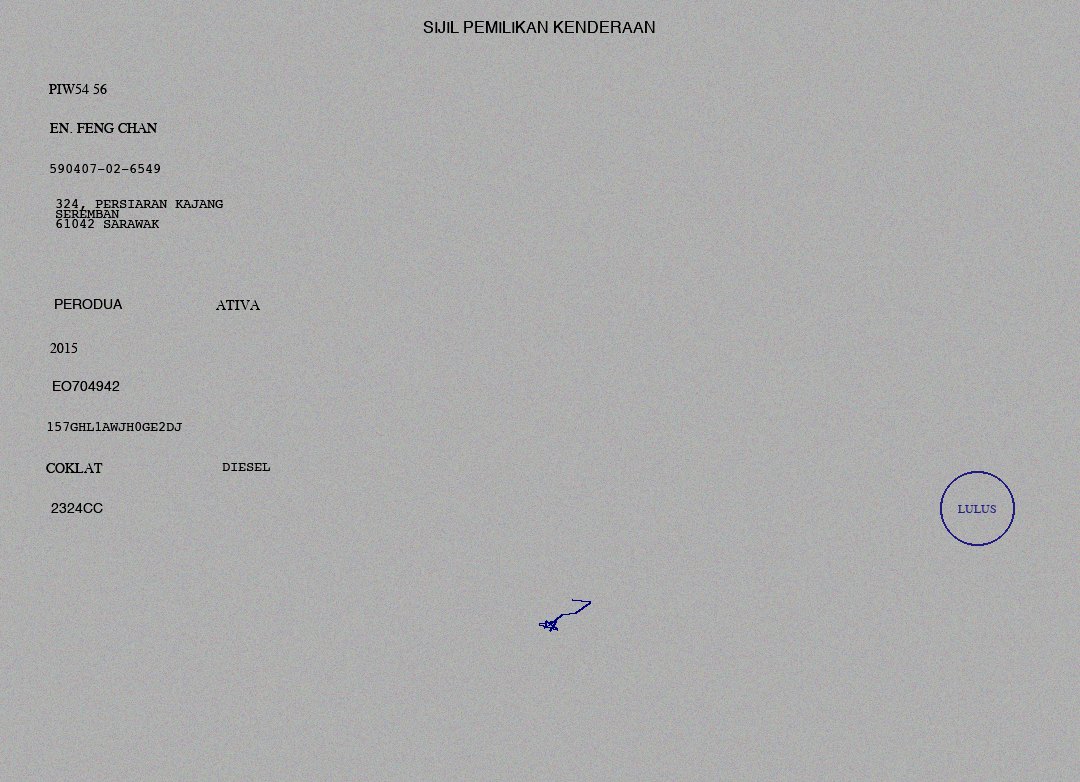 SIJIL PEMILIKAN KENDERAAN
PIW54 56
EN. FENG CHAN
590407-02-6549
324, PERSIARAN KAJANG
SEREMBAN
61042 SARAWAK
PERODUA ATIVA
2015
EO704942
157GHL1AWJH0GE2DJ
COKLAT DIESEL
2324CC
LULUS